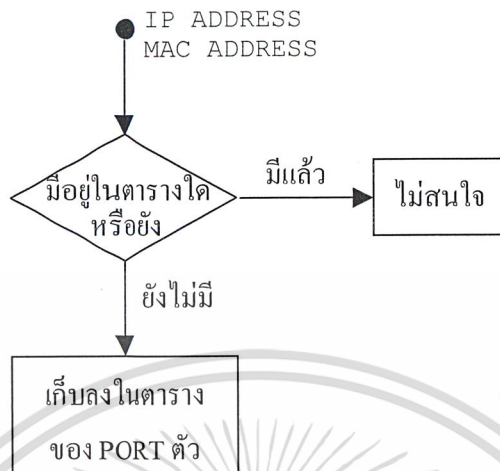 IP ADDRESS
MAC ADDRESS
มีอยู่ในตารางใด
หรือยัง
มีแล้ว
ไม่สนใจ
ยังไม่มี
เก็บลงในตาราง
ของ PORT ตัว